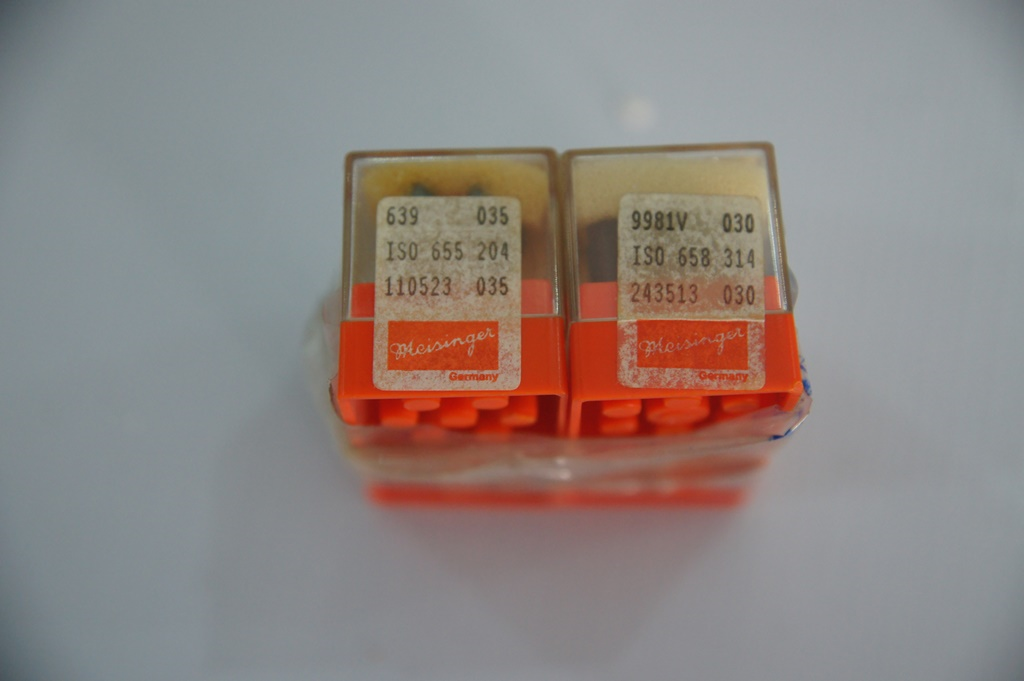 639 035
ISO 655 204
110523 035
Meisinger
Germany
9981V 030
ISO 658 314
243513 030
Meisinger
Germany